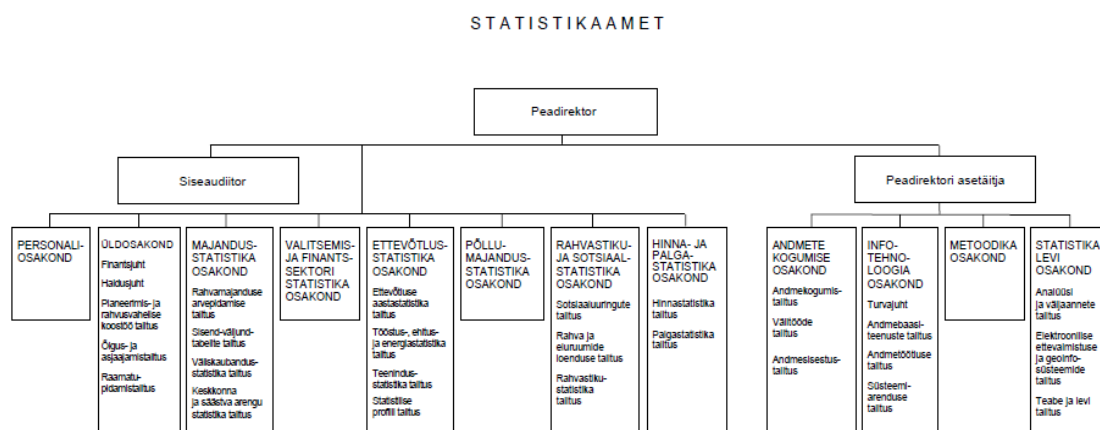 STATISTIKAAMET
Peadirektor
Siseaudiitor
Peadirektori asetäitja
PERSONALI-
OSAKOND
ÜLDOSAKOND
Finantsjuht
Haldusjuht
Planeerimis- ja
rahvusvahelise
koostöö talitus
Õigus- ja
asjaajamistalitus
Raamatu-
pidamistalitus
MAJANDUS-
STATISTIKA
OSAKOND
Rahvamajanduse
arvepidamise
talitus
Sisend-väljund-
tabelite talitus
Väliskaubandus-
statistika talitus
Keskkonna
ja säästva arengu
statistika talitus
VALITSEMIS-
JA FINANTS-
SEKTORI
STATISTIKA
OSAKOND
ETTEVÕTLUS-
STATISTIKA
OSAKOND
Ettevõtluse
aastastatistika
talitus
Tööstus-, ehitus-
ja energiastatistika
talitus
Teenindus-
statistika talitus
Statistilise
profiili talitus
PÕLLU-
MAJANDUS-
STATISTIKA
OSAKOND
RAHVASTIKU-
JA SOTSIAAL-
STATISTIKA
OSAKOND
Sotsiaaluuringute
talitus
Rahva ja
eluruumide
loenduse talitus
Rahvastiku-
statistika
talitus
HINNA- JA
PALGA-
STATISTIKA
OSAKOND
Hinnastatistika
talitus
Palgastatistika
talitus
ANDMETE
KOGUMISE
OSAKOND
Andmekogumis-
talitus
Välitööde
talitus
Andmesisestus-
talitus
INFO-
TEHNO-
LOOGIA
OSAKOND
Turvajuht
Andmebaasi-
teenuste talitus
Andmetöötluse
talitus
Süsteemi-
arenduse
talitus
METOODIKA
OSAKOND
STATISTIKA
LEVI OSAKOND
Analüüsi
ja väljaannete
talitus
Elektroonilise
ettevalmistuse
ja geoinfo-
süsteemide
talitus
Teabe ja levi
talitus